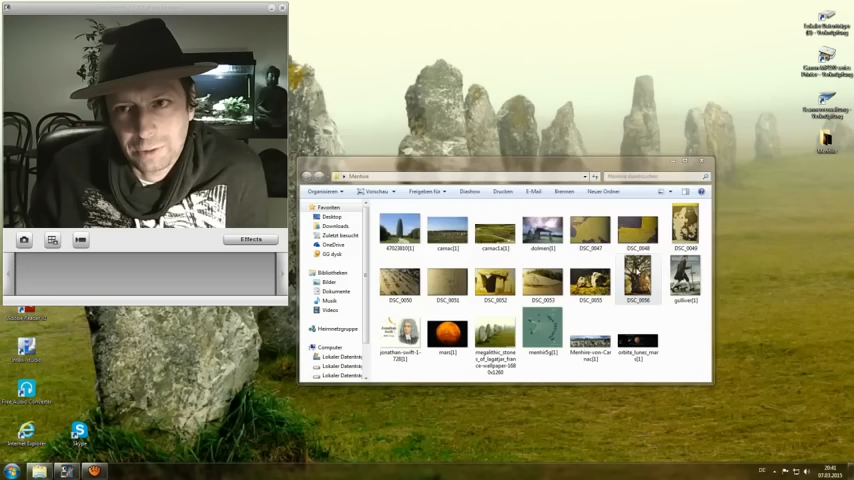 Effects
Menhire
Menhire durchsuchen
Organisieren
Vorschau
Freigeben für
Diashow
Drucken
E-Mail
Brennen
Neuer Ordner
Favoriten
Desktop
Downloads
Zuletzt besucht
OneDrive
GG dysk
Bibliotheken
Bilder
Dokumente
Musik
Videos
Heimnetzgruppe
Computer
Lokaler Datenträ
Lokaler Datenträ
Lokaler Datenträ
47023810[1]
carnac[1]
carnac1a[1]
dolmen[1]
DSC_0047
DSC_0048
DSC_0049
DSC_0050
DSC_0051
DSC_0052
DSC_0053
DSC_0055
DSC_0056
gulliver[1]
jonathan-swift-1-728[1]
mars[1]
megalithic_stones_of_lagatjar_france-wallpaper-1680x1260
menhir5g[1]
Menhire-von-Carnac[1]
orbits_lunes_mars[1]
Free Audio Converter
Internet Explorer
Skype
DE
20:41
07.03.2015